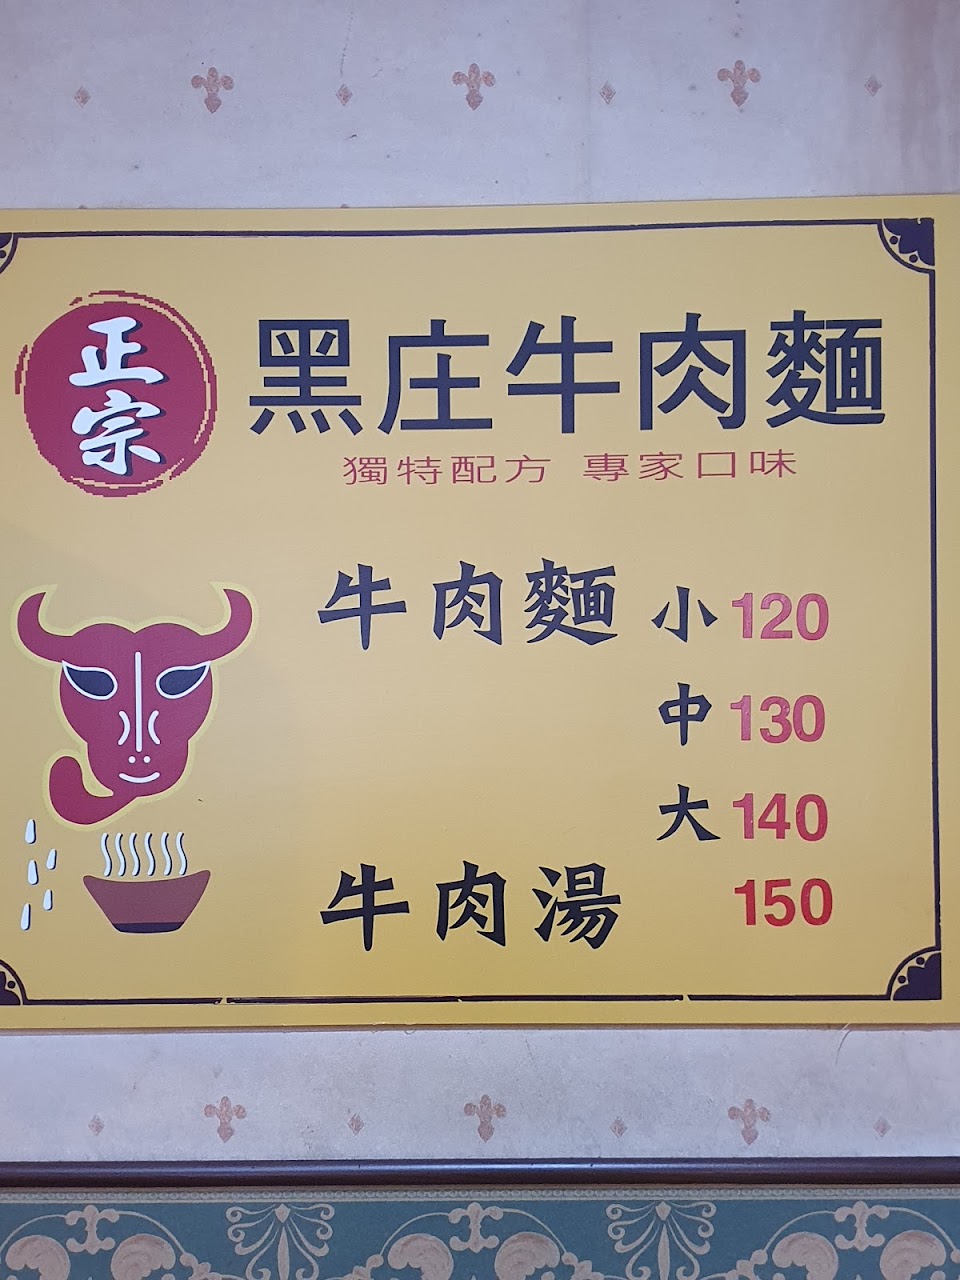 正宗
黑庄牛肉麵
獨特配方 專家口味
牛肉麵 小 120
中 130
大 140
牛肉湯 150